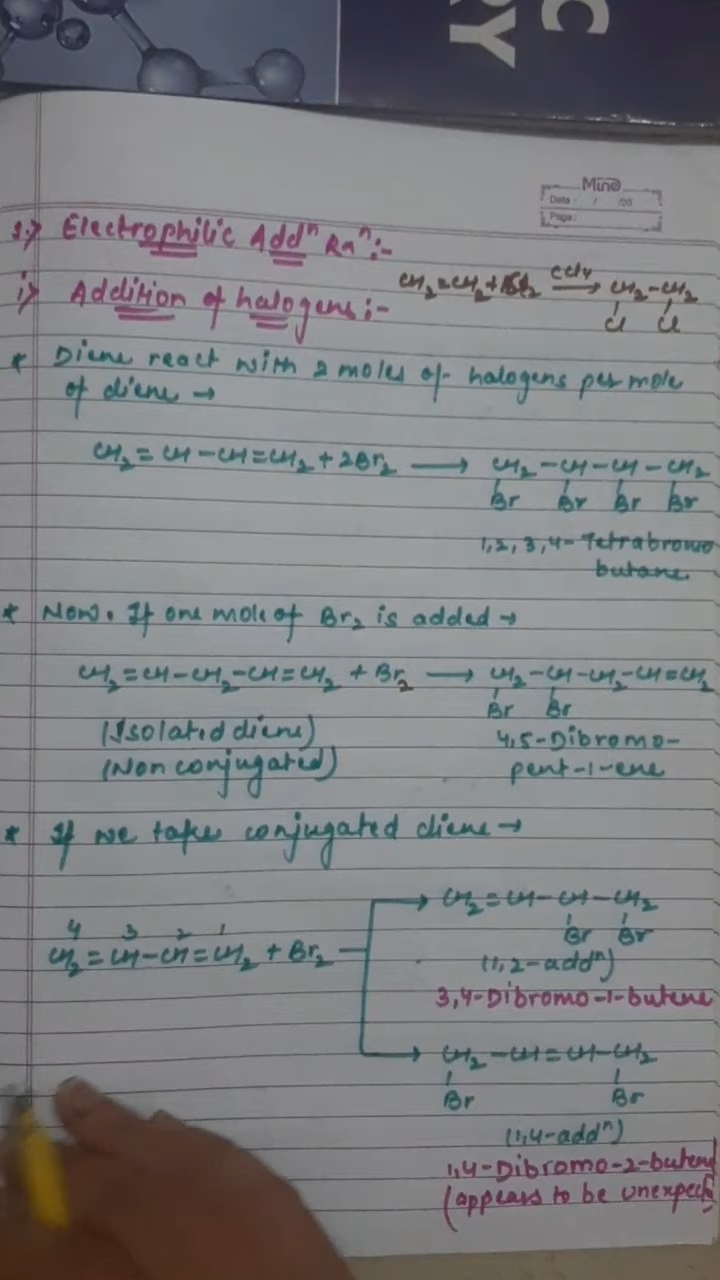 C
RY
Mino
Date : / /20
Page:
1.) Electrophilic Addⁿ Rxⁿ:-
i) Addition of halogens:-
CH₂=CH₂+Cl₂ CCl₄→ CH₂-CH₂
Cl Cl
* Diene react with 2 moles of halogens per mole
of diene →
CH₂=CH-CH=CH₂+2Br₂ → CH₂-CH-CH-CH₂
Br Br Br Br
1,2,3,4-Tetrabromo
butane
* Now. If one mole of Br₂ is added →
CH₂=CH-CH₂-CH=CH₂ + Br₂ → CH₂-CH-CH₂-CH=CH₂
Br Br
(Isolated diene)
4,5-Dibromo-
(Non conjugated)
pent-1-ene
* If we take conjugated diene →
CH₂=CH-CH-CH₂
4 3 2 1
Br Br
CH₂=CH-CH=CH₂ + Br₂
(1,2-addⁿ)
3,4-Dibromo-1-butene
CH₂-CH=CH-CH₂
Br Br
(1,4-addⁿ)
1,4-Dibromo-2-butene
(appears to be unexpec